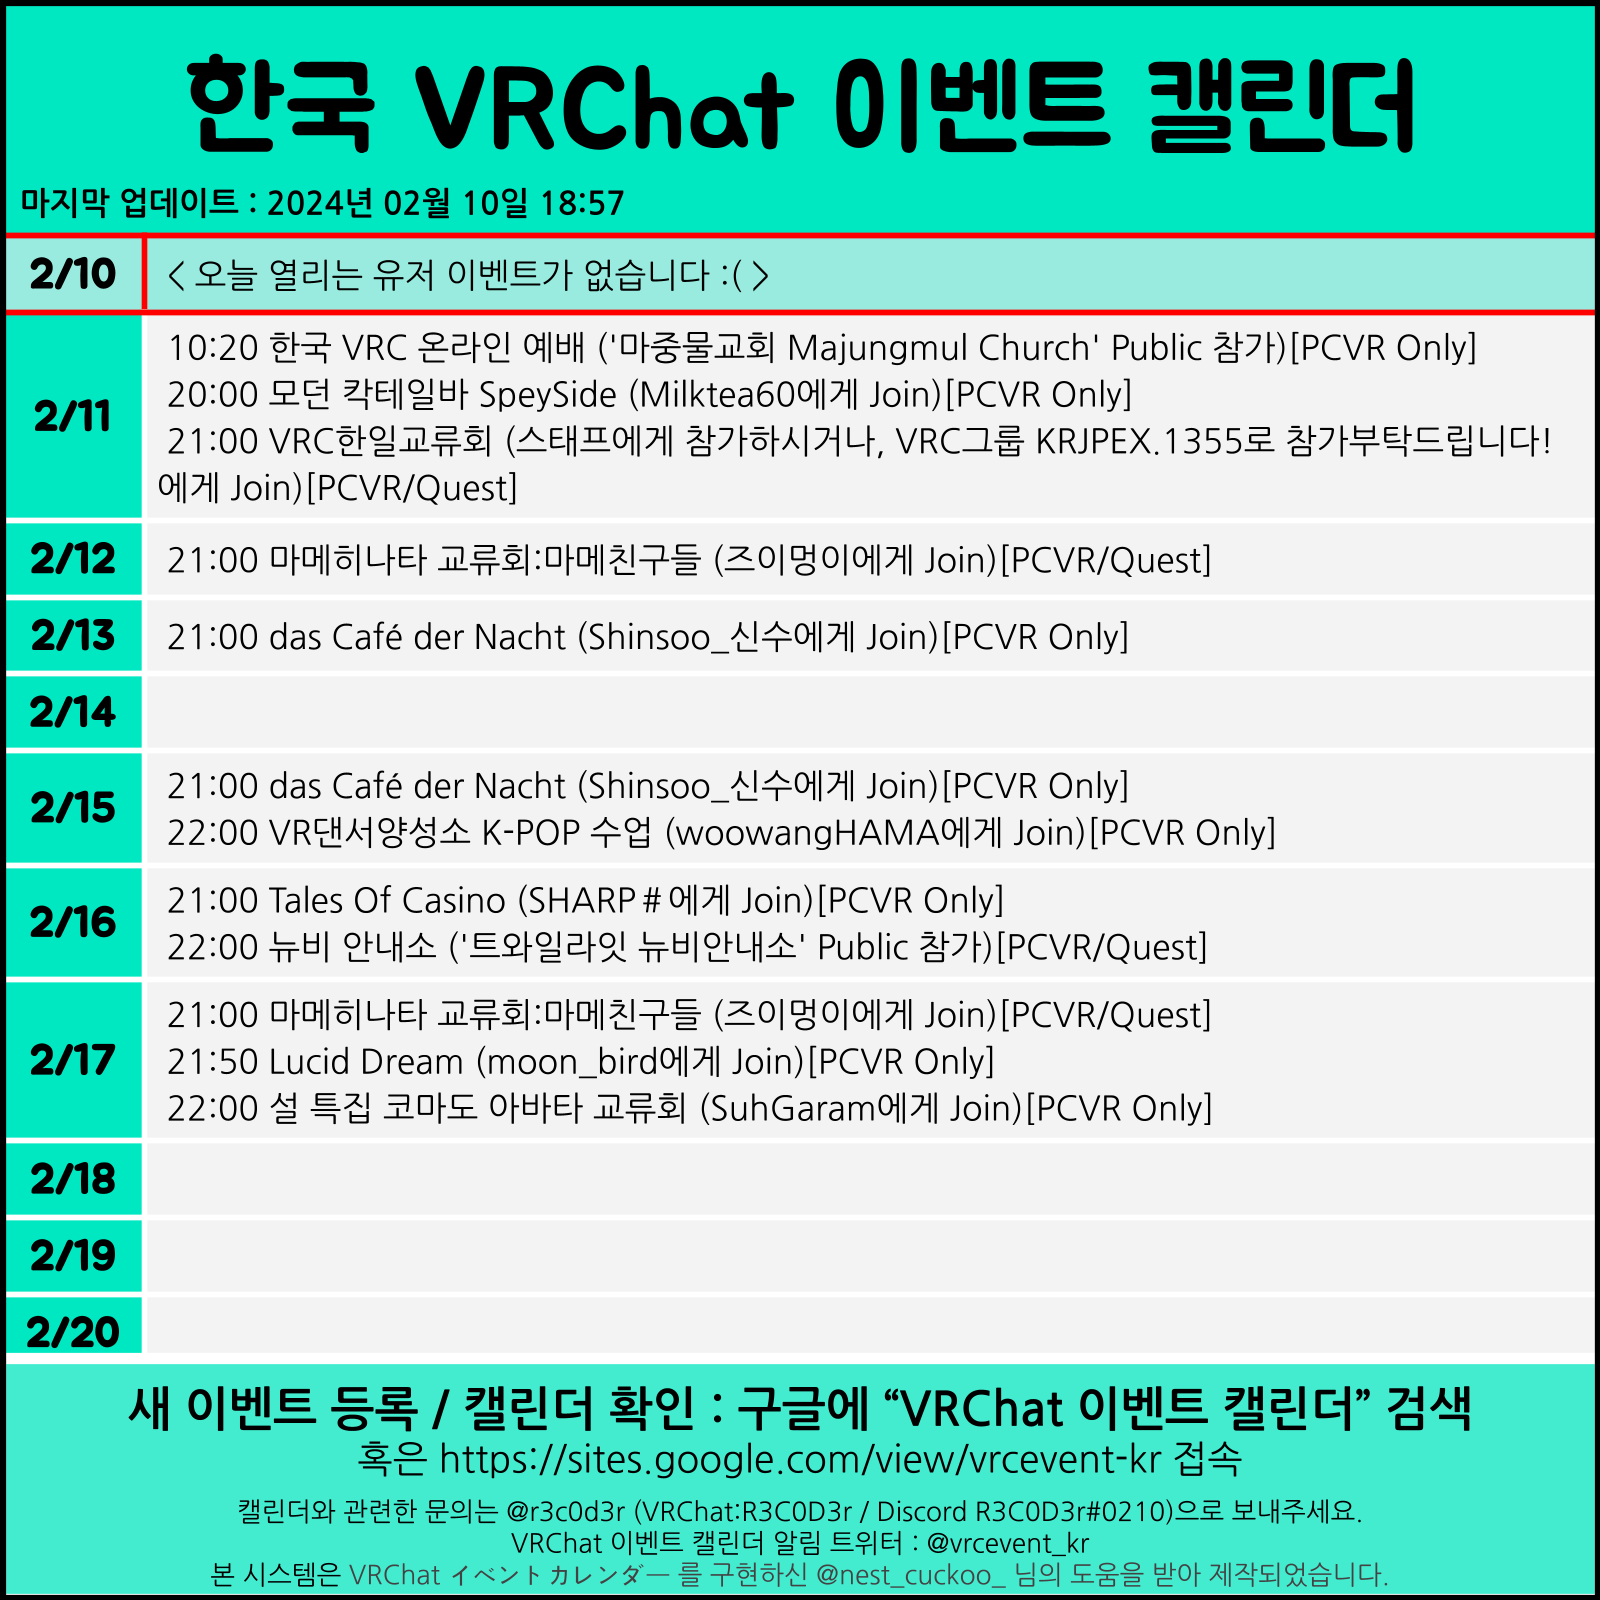 한국 VRChat 이벤트 캘린더
마지막 업데이트 : 2024년 02월 10일 18:57
2/10
< 오늘 열리는 유저 이벤트가 없습니다 :( >
2/11
10:20 한국 VRC 온라인 예배 ('마중물교회 Majungmul Church' Public 참가)[PCVR Only]
20:00 모던 칵테일바 SpeySide (Milktea60에게 Join)[PCVR Only]
21:00 VRC한일교류회 (스태프에게 참가하시거나, VRC그룹 KRJPEX.1355로 참가부탁드립니다!
에게 Join)[PCVR/Quest]
2/12
21:00 마메히나타 교류회:마메친구들 (즈이멍이에게 Join)[PCVR/Quest]
2/13
21:00 das Café der Nacht (Shinsoo_신수에게 Join)[PCVR Only]
2/14
2/15
21:00 das Café der Nacht (Shinsoo_신수에게 Join)[PCVR Only]
22:00 VR댄서양성소 K-POP 수업 (woowangHAMA에게 Join)[PCVR Only]
2/16
21:00 Tales Of Casino (SHARP＃에게 Join)[PCVR Only]
22:00 뉴비 안내소 ('트와일라잇 뉴비안내소' Public 참가)[PCVR/Quest]
2/17
21:00 마메히나타 교류회:마메친구들 (즈이멍이에게 Join)[PCVR/Quest]
21:50 Lucid Dream (moon_bird에게 Join)[PCVR Only]
22:00 설 특집 코마도 아바타 교류회 (SuhGaram에게 Join)[PCVR Only]
2/18
2/19
2/20
새 이벤트 등록 / 캘린더 확인 : 구글에 “VRChat 이벤트 캘린더” 검색
혹은 https://sites.google.com/view/vrcevent-kr 접속
캘린더와 관련한 문의는 @r3c0d3r (VRChat:R3C0D3r / Discord R3C0D3r#0210)으로 보내주세요.
VRChat 이벤트 캘린더 알림 트위터 : @vrcevent_kr
본 시스템은 VRChat イベントカレンダー 를 구현하신 @nest_cuckoo_ 님의 도움을 받아 제작되었습니다.